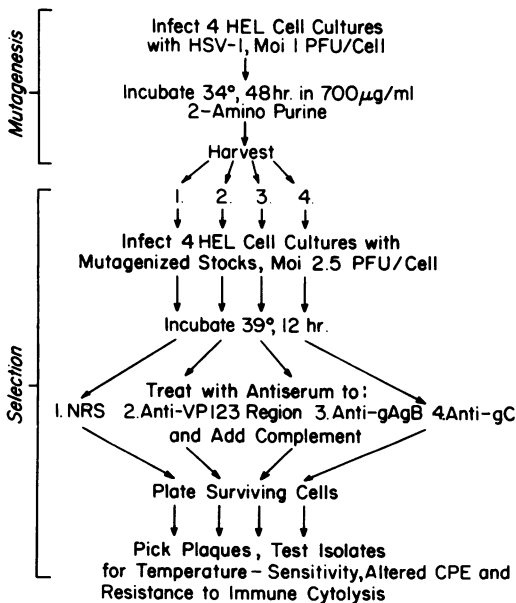 Mutagenesis
Infect 4 HEL Cell Cultures
with HSV-1, Moi 1 PFU/Cell
Incubate 34°, 48hr. in 700μg/ml
2-Amino Purine
Harvest
Selection
1. 2. 3. 4.
Infect 4 HEL Cell Cultures with
Mutagenized Stocks, Moi 2.5 PFU/Cell
Incubate 39°, 12 hr.
Treat with Antiserum to:
1. NRS 2. Anti-VP123 Region 3. Anti-gAgB 4. Anti-gC
and Add Complement
Plate Surviving Cells
Pick Plaques, Test Isolates
for Temperature-Sensitivity, Altered CPE and
Resistance to Immune Cytolysis